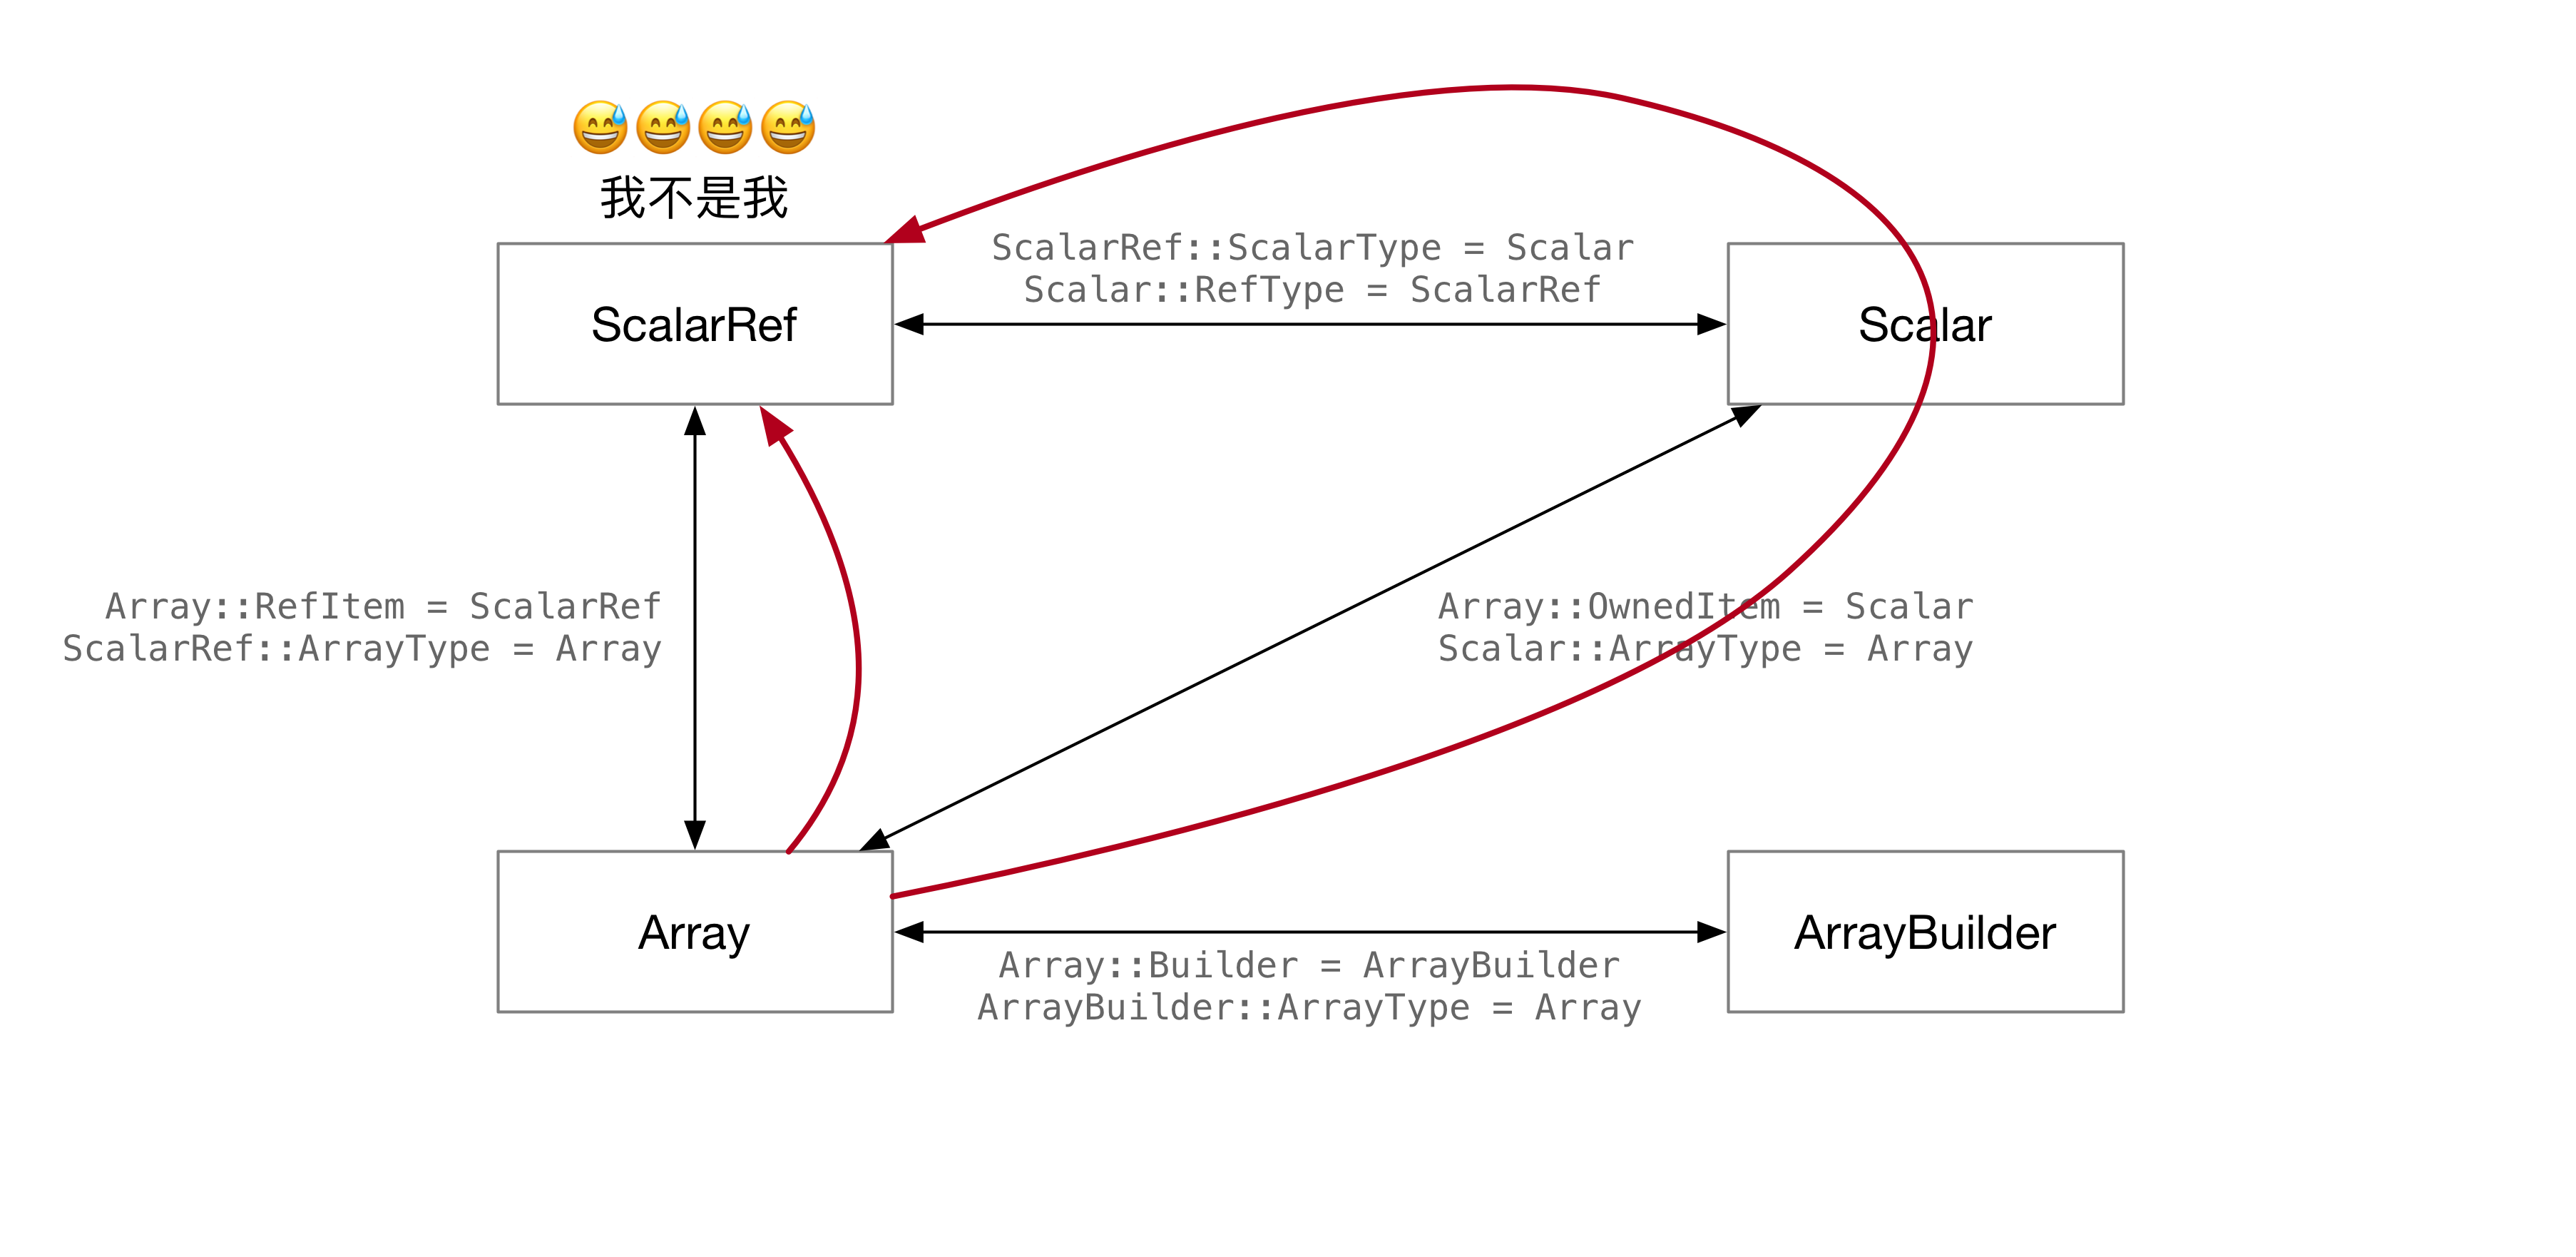 😅😅😅😅
我不是我
ScalarRef::ScalarType = Scalar
Scalar::RefType = ScalarRef
ScalarRef
Scalar
Array::RefItem = ScalarRef
ScalarRef::ArrayType = Array
Array::OwnedItem = Scalar
Scalar::ArrayType = Array
Array
ArrayBuilder
Array::Builder = ArrayBuilder
ArrayBuilder::ArrayType = Array